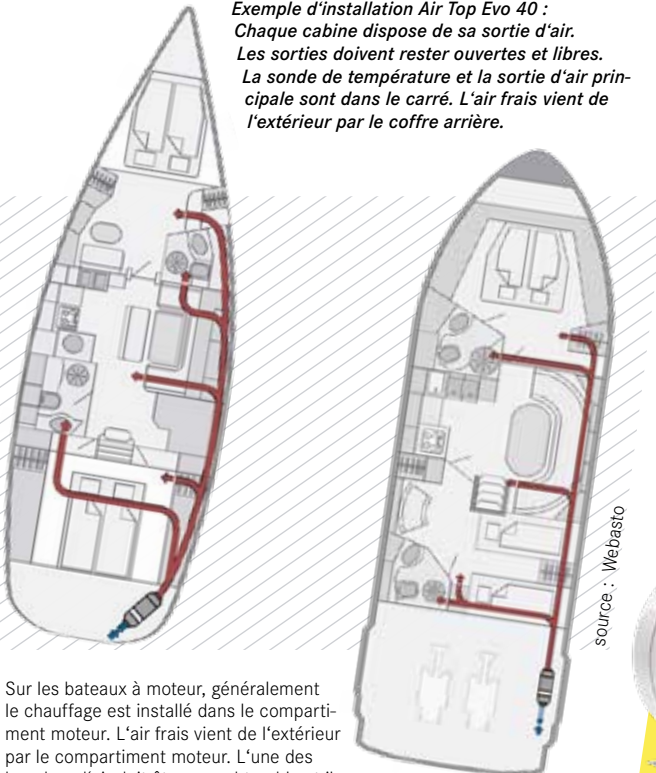 Exemple d‘installation Air Top Evo 40 :
Chaque cabine dispose de sa sortie d‘air.
Les sorties doivent rester ouvertes et libres.
La sonde de température et la sortie d‘air prin-
cipale sont dans le carré. L‘air frais vient de
l‘extérieur par le coffre arrière.
source : Webasto
Sur les bateaux à moteur, généralement
le chauffage est installé dans le comparti-
ment moteur. L‘air frais vient de l‘extérieur
par le compartiment moteur. L‘une des